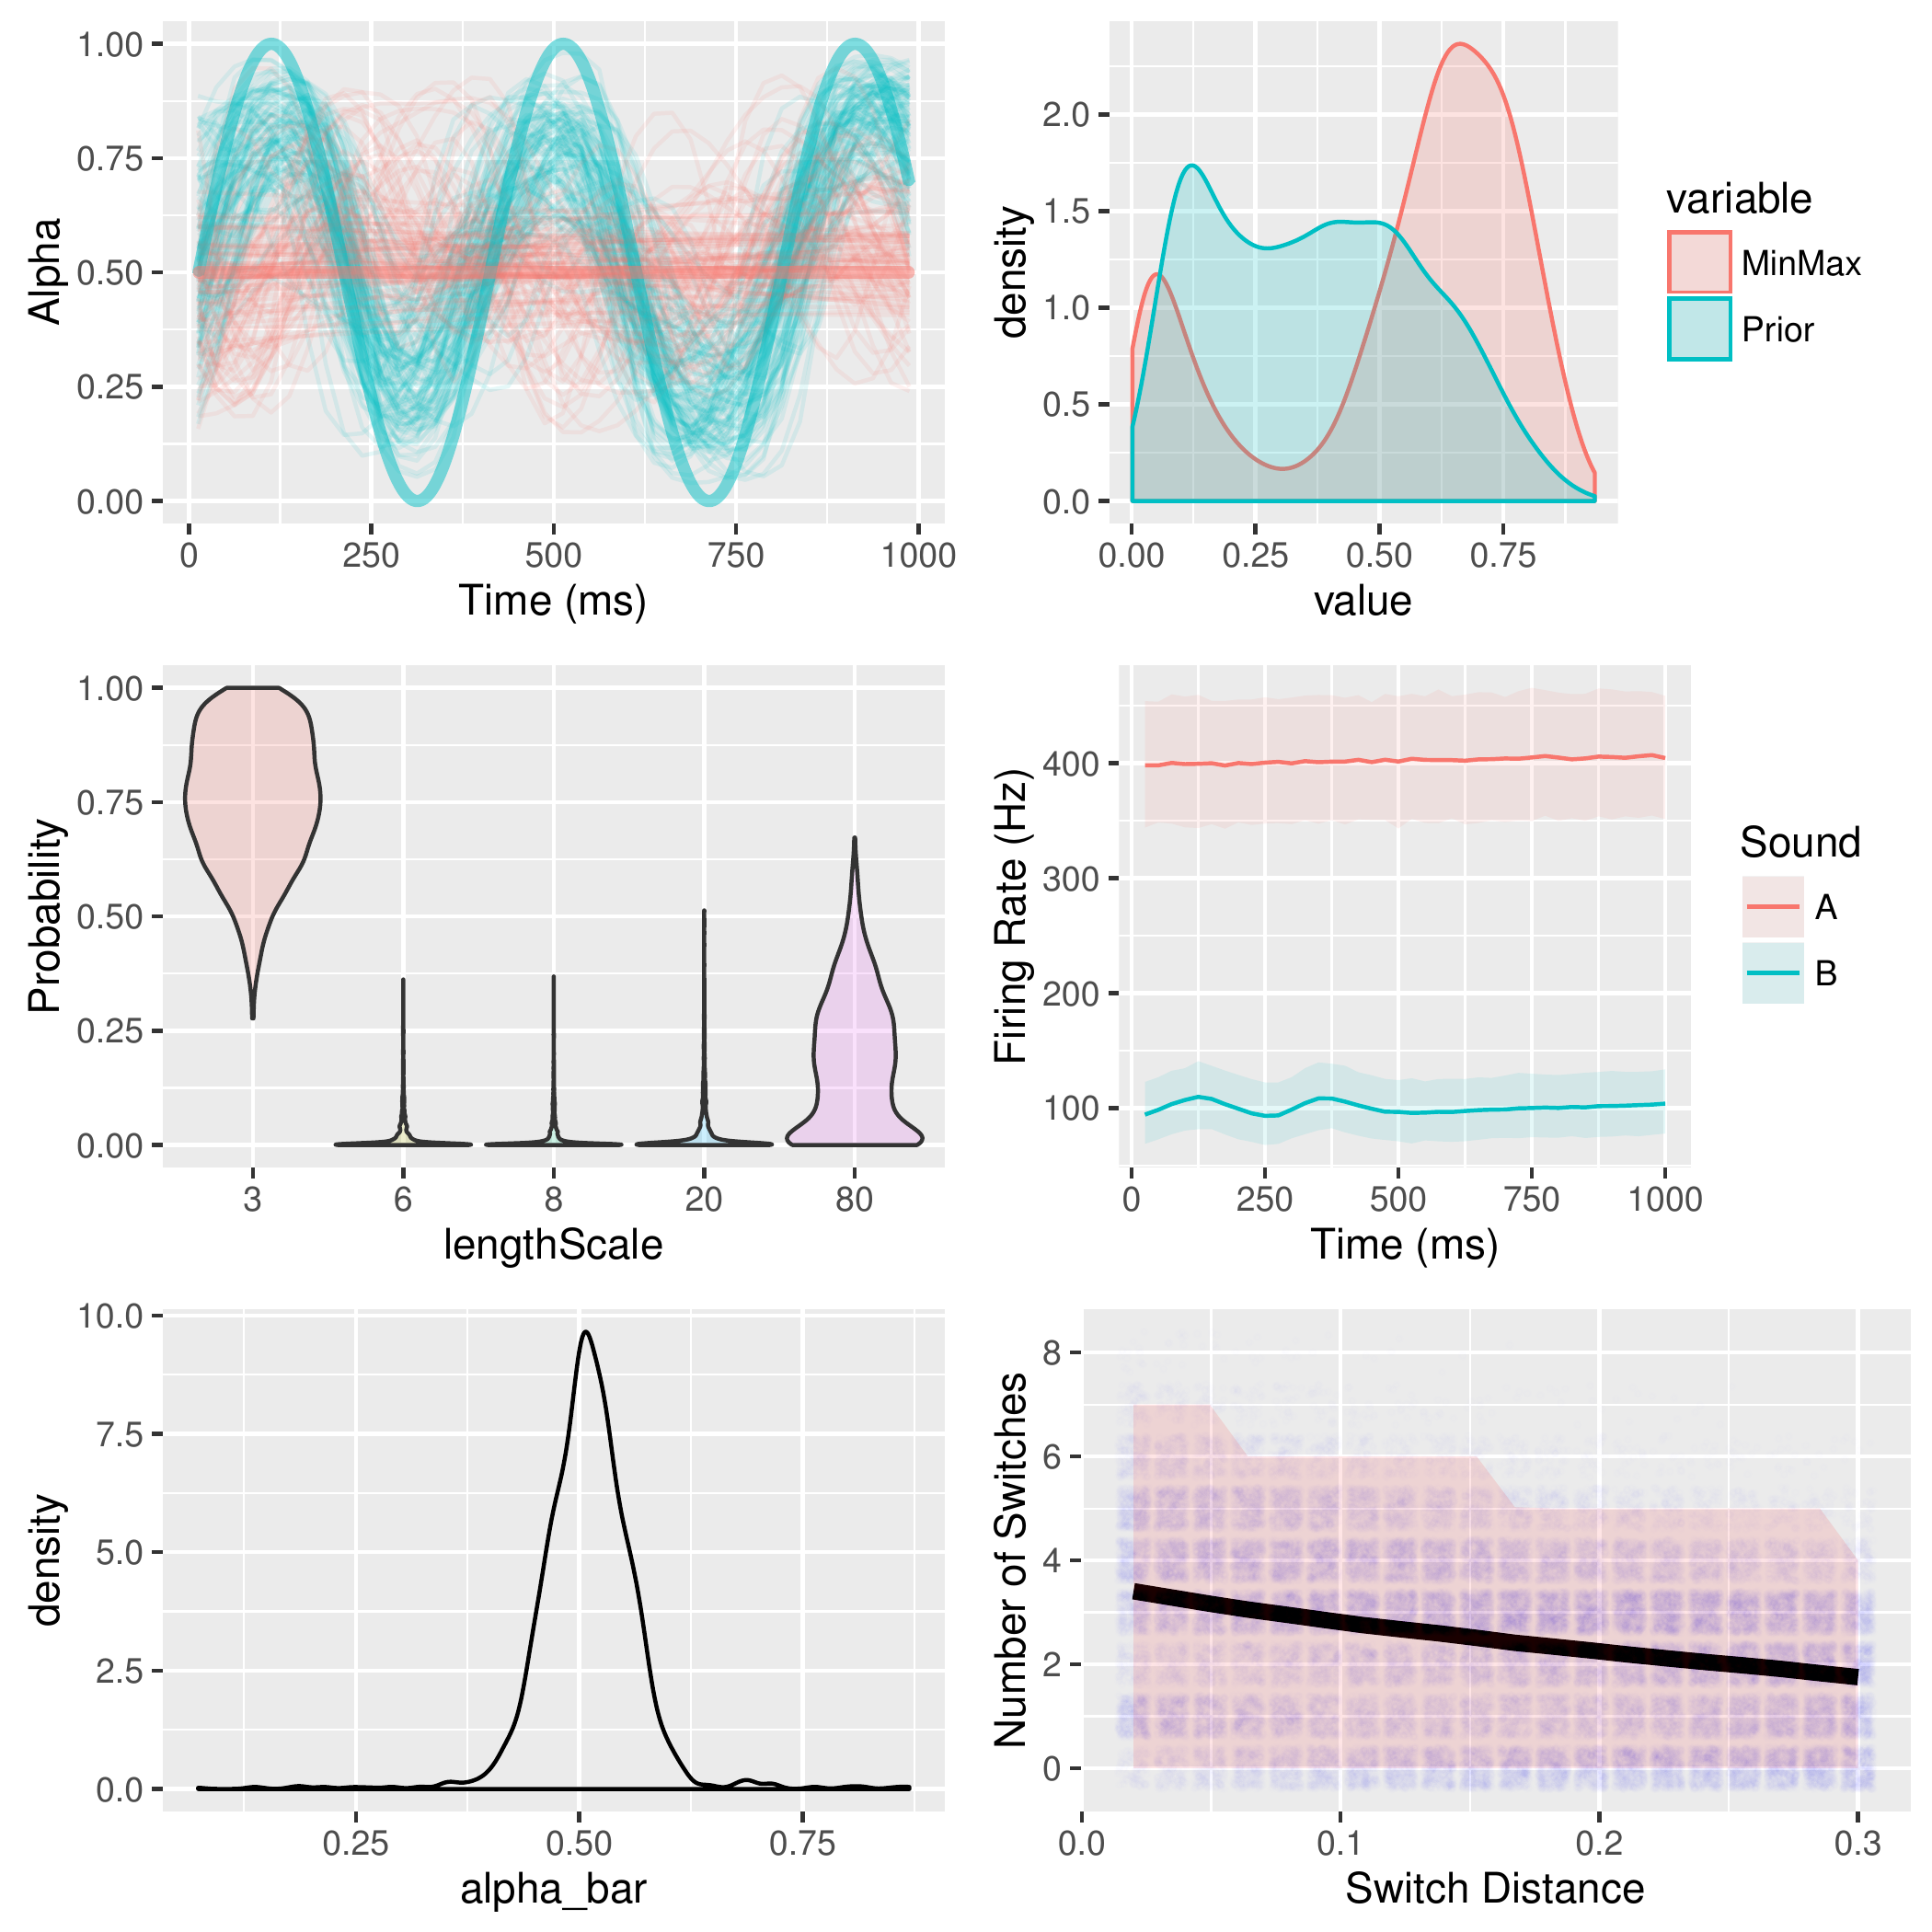 1.00
0.75
0.50
0.25
0.00
Alpha
0 250 500 750 1000
Time (ms)
2.0
1.5
1.0
0.5
0.0
density
0.00 0.25 0.50 0.75
value
variable
MinMax
Prior
1.00
0.75
0.50
0.25
0.00
Probability
3 6 8 20 80
lengthScale
400
300
200
100
Firing Rate (Hz)
0 250 500 750 1000
Time (ms)
Sound
A
B
10.0
7.5
5.0
2.5
0.0
density
0.25 0.50 0.75
alpha_bar
8
6
4
2
0
Number of Switches
0.0 0.1 0.2 0.3
Switch Distance